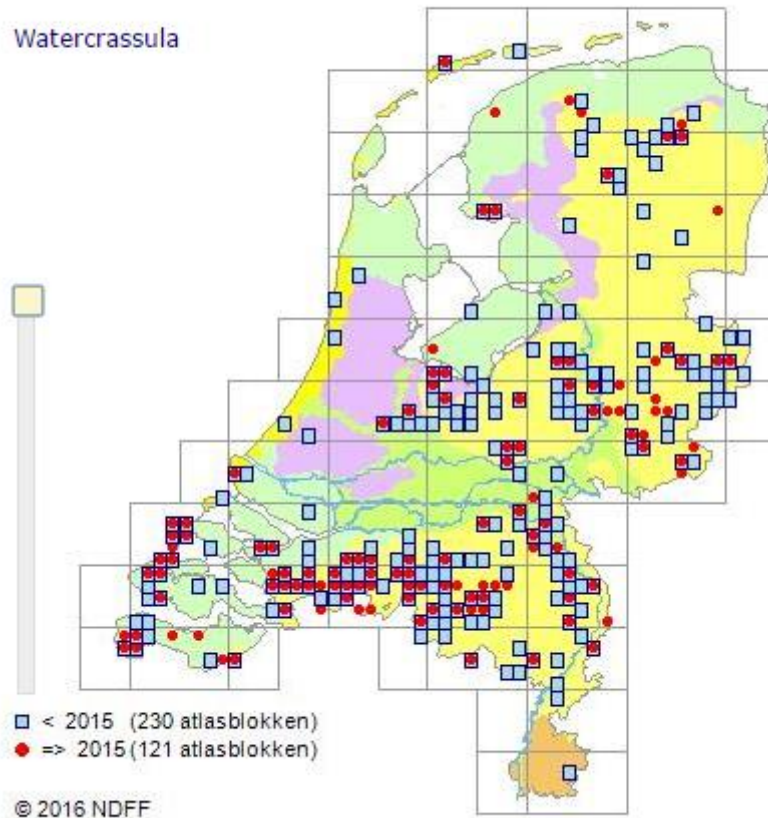 Watercrassula
< 2015 (230 atlasblokken)
=> 2015 (121 atlasblokken)
© 2016 NDFF